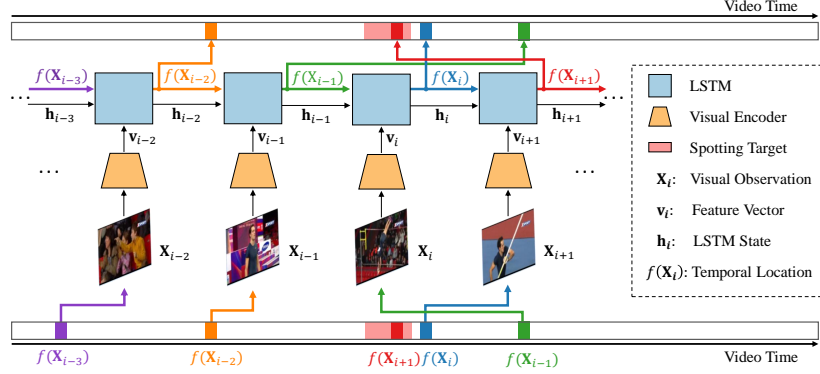 Video Time
f(X_{i−3}) f(X_{i−2}) f(X_{i−1}) f(X_i) f(X_{i+1})
... h_{i−3} h_{i−2} h_{i−1} h_i h_{i+1} ...
v_{i−2} v_{i−1} v_i v_{i+1}
... ...
X_{i−2} X_{i−1} X_i X_{i+1}
LSTM
Visual Encoder
Spotting Target
X_i: Visual Observation
v_i: Feature Vector
h_i: LSTM State
f(X_i): Temporal Location
f(X_{i−3}) f(X_{i−2}) f(X_{i+1}) f(X_i) f(X_{i−1}) Video Time